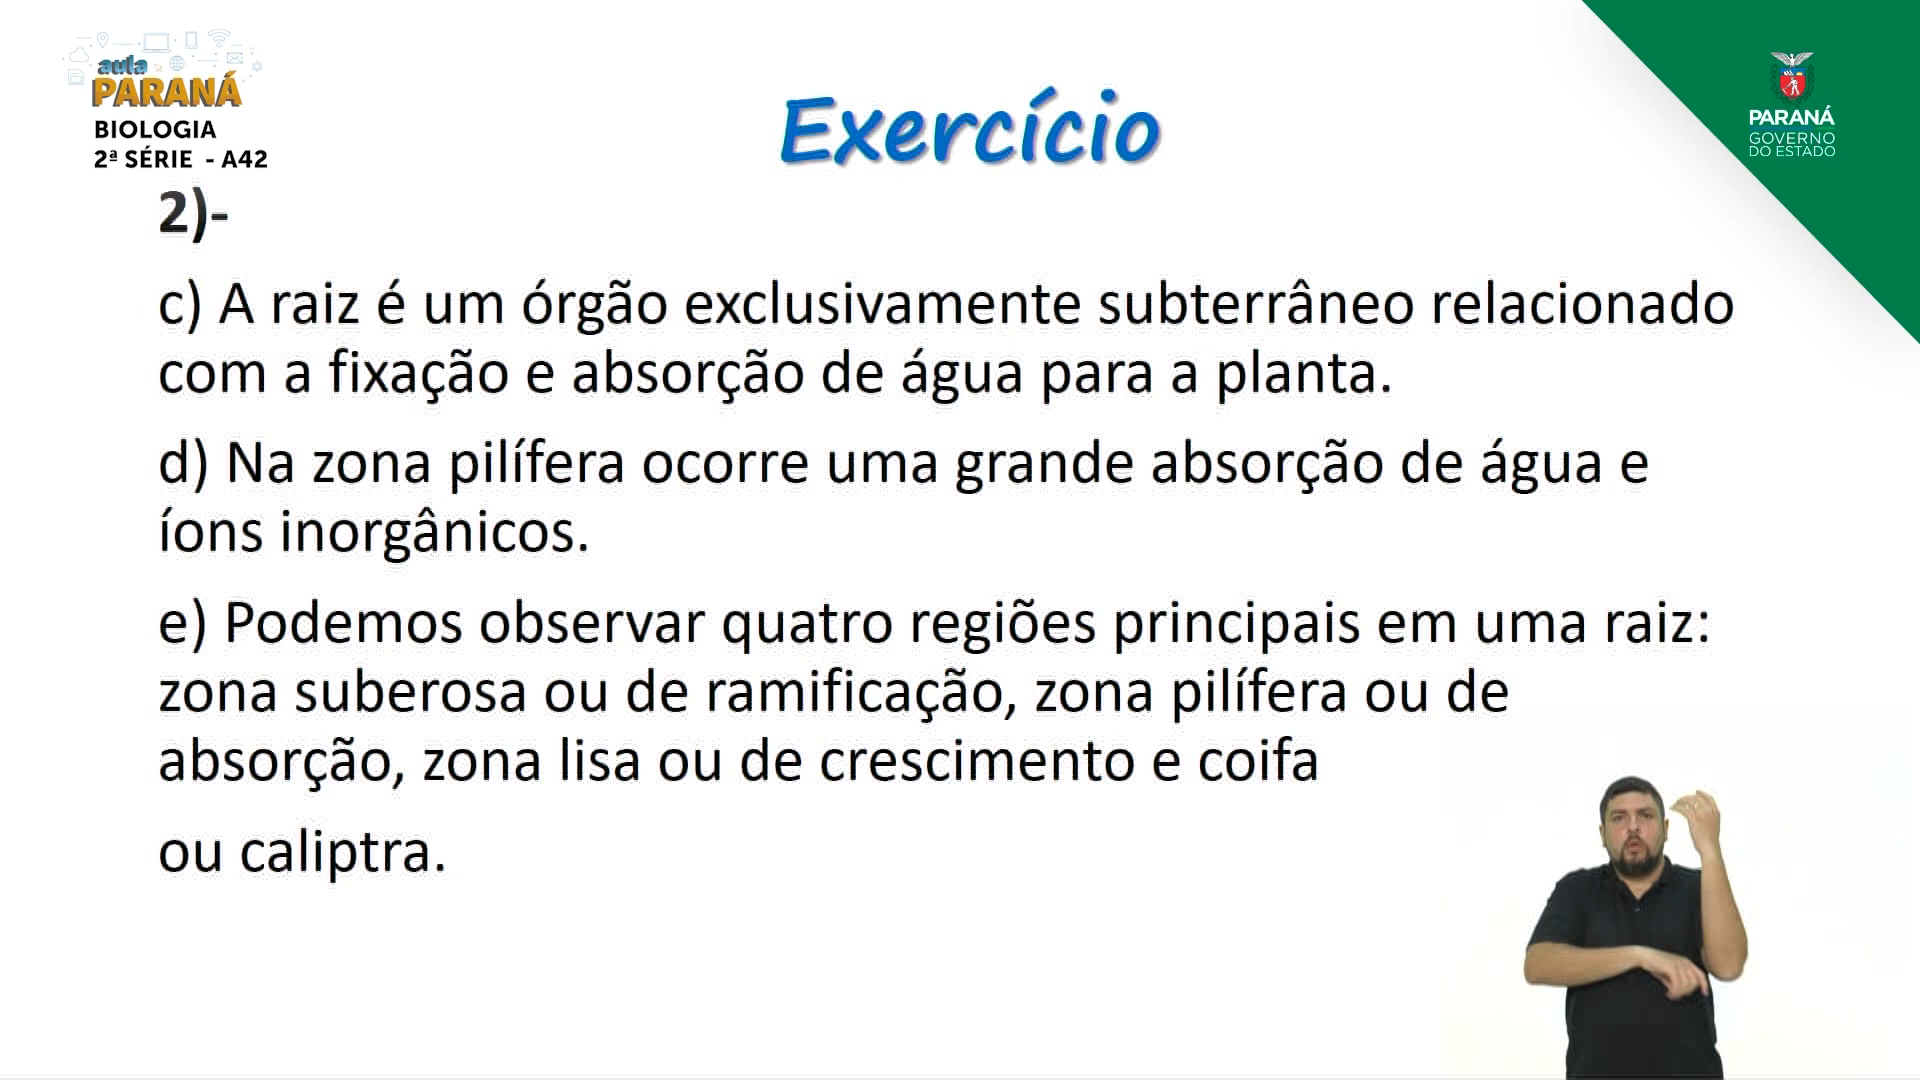 aula
PARANÁ
BIOLOGIA
2ª SÉRIE - A42
Exercício
PARANÁ
GOVERNO
DO ESTADO
2)-
c) A raiz é um órgão exclusivamente subterrâneo relacionado
com a fixação e absorção de água para a planta.
d) Na zona pilífera ocorre uma grande absorção de água e
íons inorgânicos.
e) Podemos observar quatro regiões principais em uma raiz:
zona suberosa ou de ramificação, zona pilífera ou de
absorção, zona lisa ou de crescimento e coifa
ou caliptra.